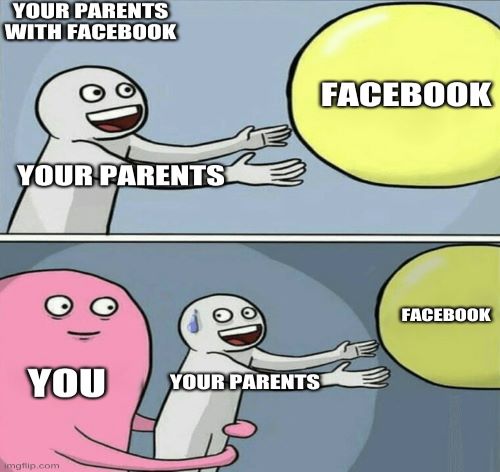 YOUR PARENTS
WITH FACEBOOK
FACEBOOK
YOUR PARENTS
FACEBOOK
YOU
YOUR PARENTS
imgflip.com